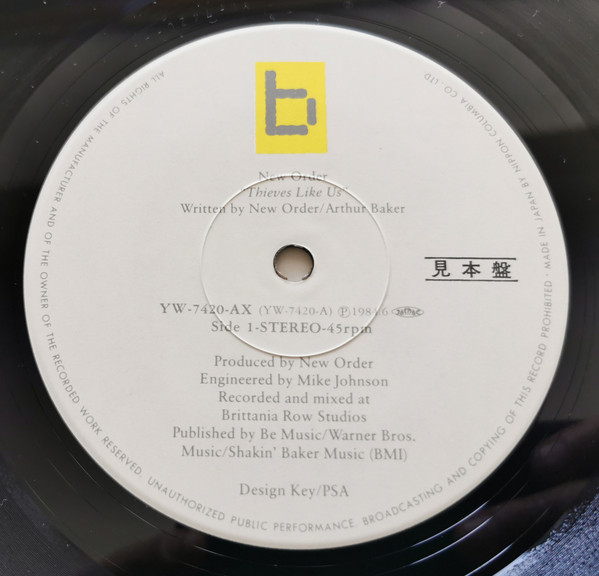 b
New Order
"Thieves Like Us"
Written by New Order/Arthur Baker
見本盤
YW-7420-AX (YW-7420-A) Ⓟ1984.6
Side 1-STEREO-45rpm
Produced by New Order
Engineered by Mike Johnson
Recorded and mixed at
Brittania Row Studios
Published by Be Music/Warner Bros.
Music/Shakin' Baker Music (BMI)
Design Key/PSA
ALL RIGHTS OF THE MANUFACTURER AND OF THE OWNER OF THE RECORDED WORK RESERVED. UNAUTHORIZED PUBLIC PERFORMANCE. BROADCASTING AND COPYING OF THIS RECORD PROHIBITED · MADE IN JAPAN BY NIPPON COLUMBIA CO., LTD.